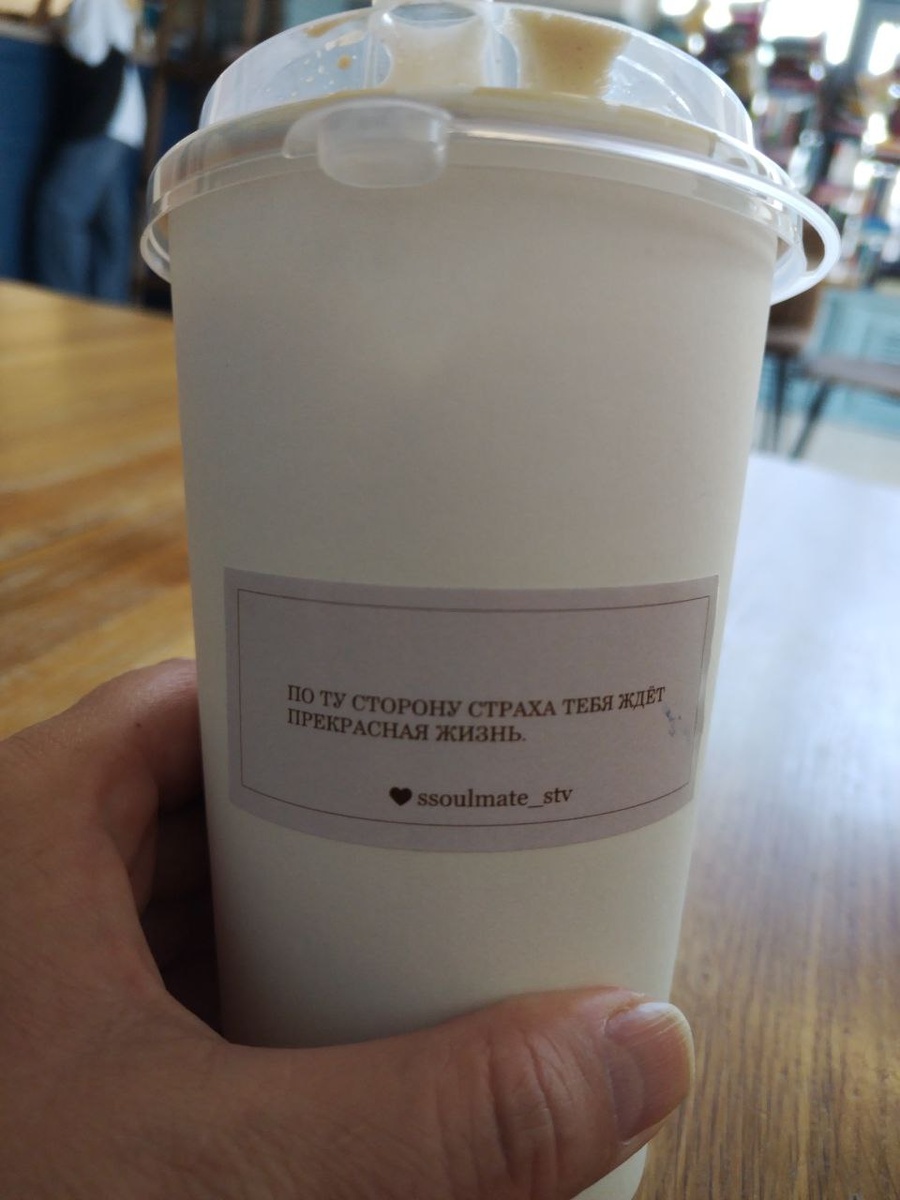 ПО ТУ СТОРОНУ СТРАХА ТЕБЯ ЖДЁТ
ПРЕКРАСНАЯ ЖИЗНЬ.
♥ ssoulmate_stv